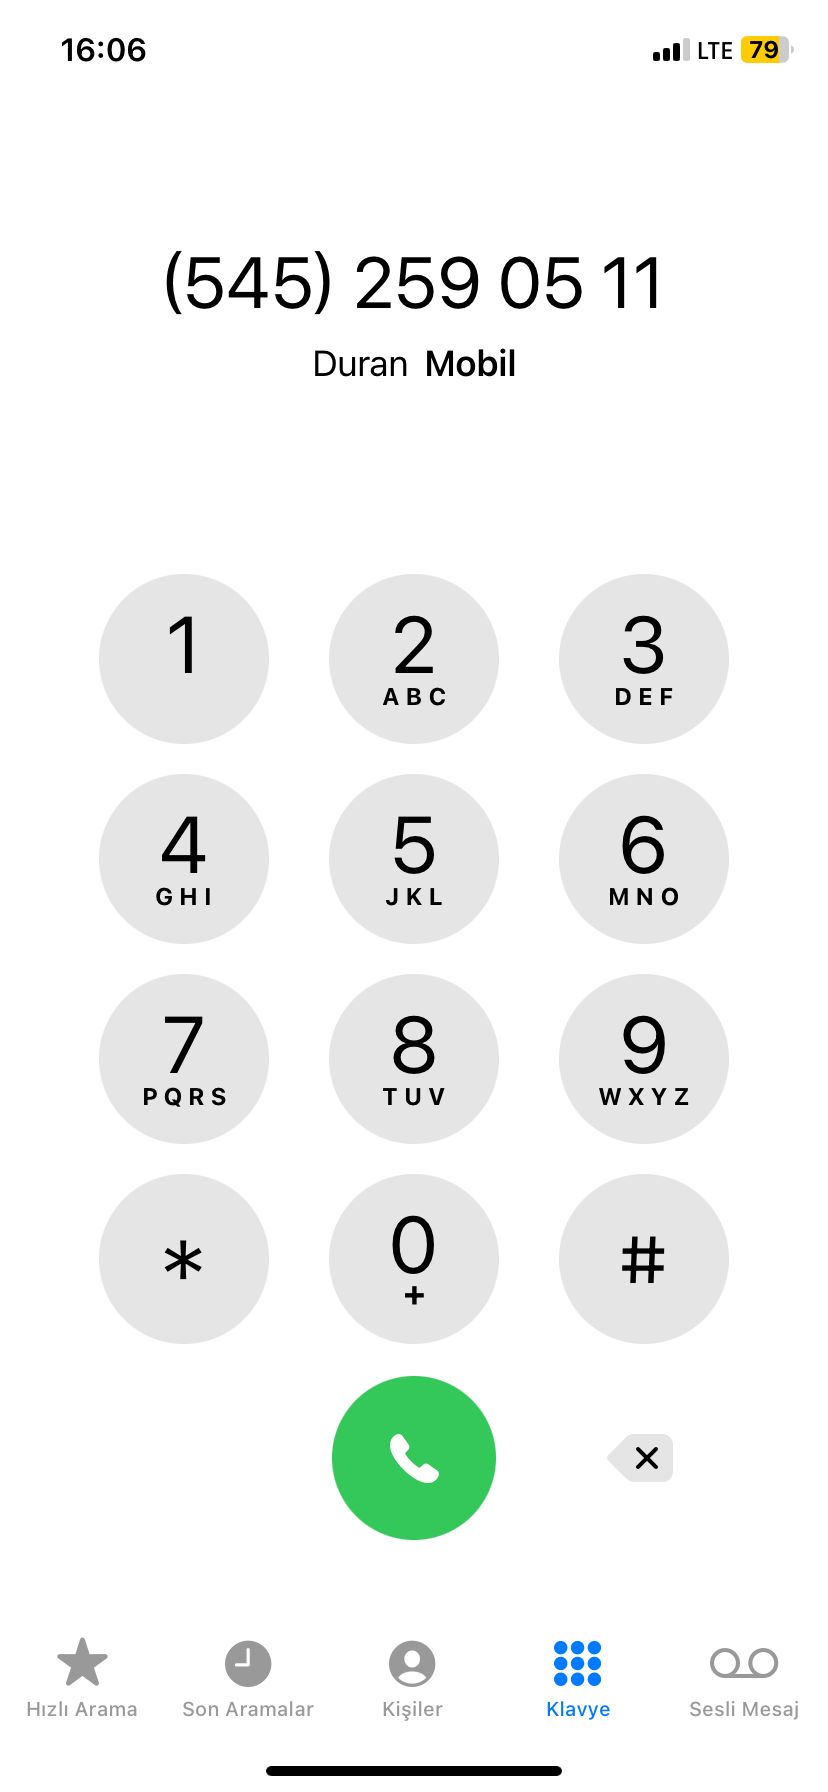 16:06 LTE 79
(545) 259 05 11
Duran Mobil
1 2 3
ABC DEF
4 5 6
GHI JKL MNO
7 8 9
PQRS TUV WXYZ
* 0 #
+
Hızlı Arama Son Aramalar Kişiler Klavye Sesli Mesaj